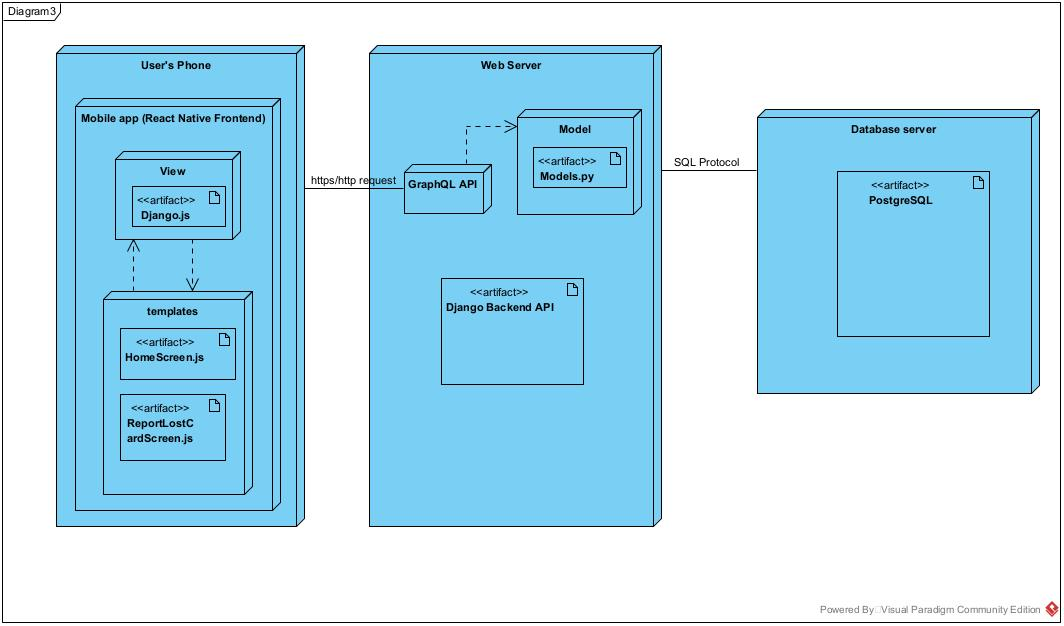 Diagram3
User's Phone
Mobile app (React Native Frontend)
View
<<artifact>>
Django.js
templates
<<artifact>>
HomeScreen.js
<<artifact>>
ReportLostC
ardScreen.js
https/http request
Web Server
GraphQL API
Model
<<artifact>>
Models.py
<<artifact>>
Django Backend API
SQL Protocol
Database server
<<artifact>>
PostgreSQL
Powered By Visual Paradigm Community Edition